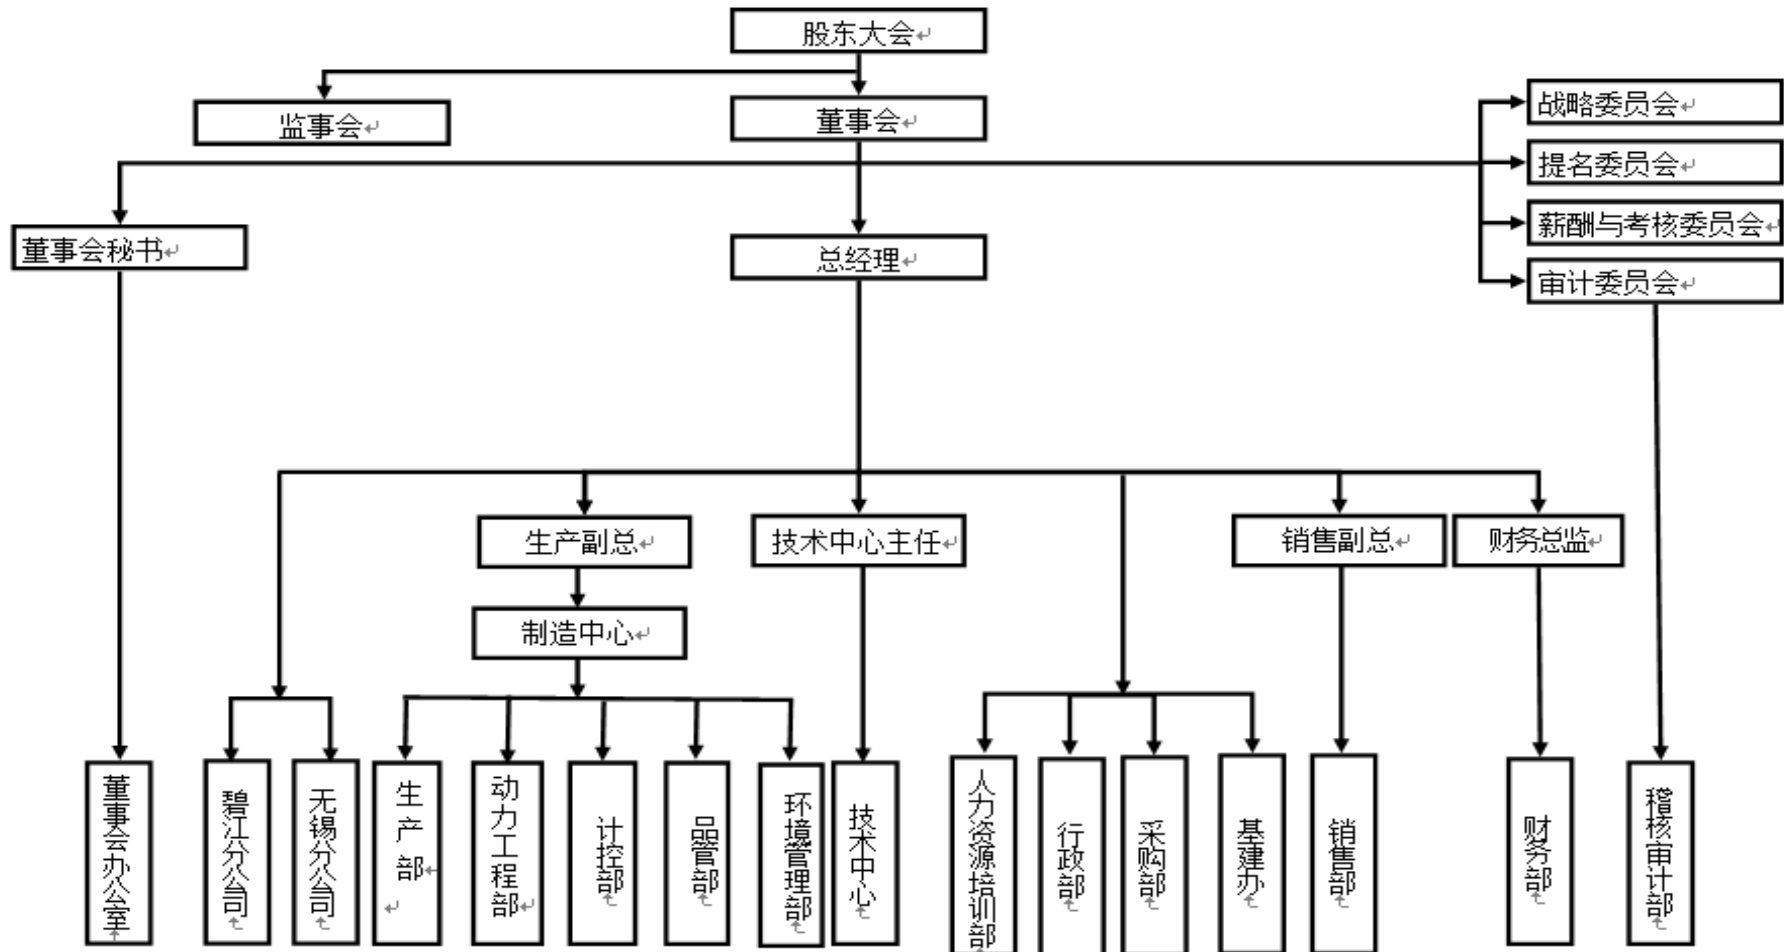 股东大会
监事会
董事会
战略委员会
提名委员会
薪酬与考核委员会
审计委员会
董事会秘书
总经理
生产副总
技术中心主任
销售副总
财务总监
制造中心
董事会办公室
碧江分公司
无锡分公司
生产部
动力工程部
计控部
品管部
环境管理部
技术中心
人力资源培训部
行政部
采购部
基建办
销售部
财务部
稽核审计部